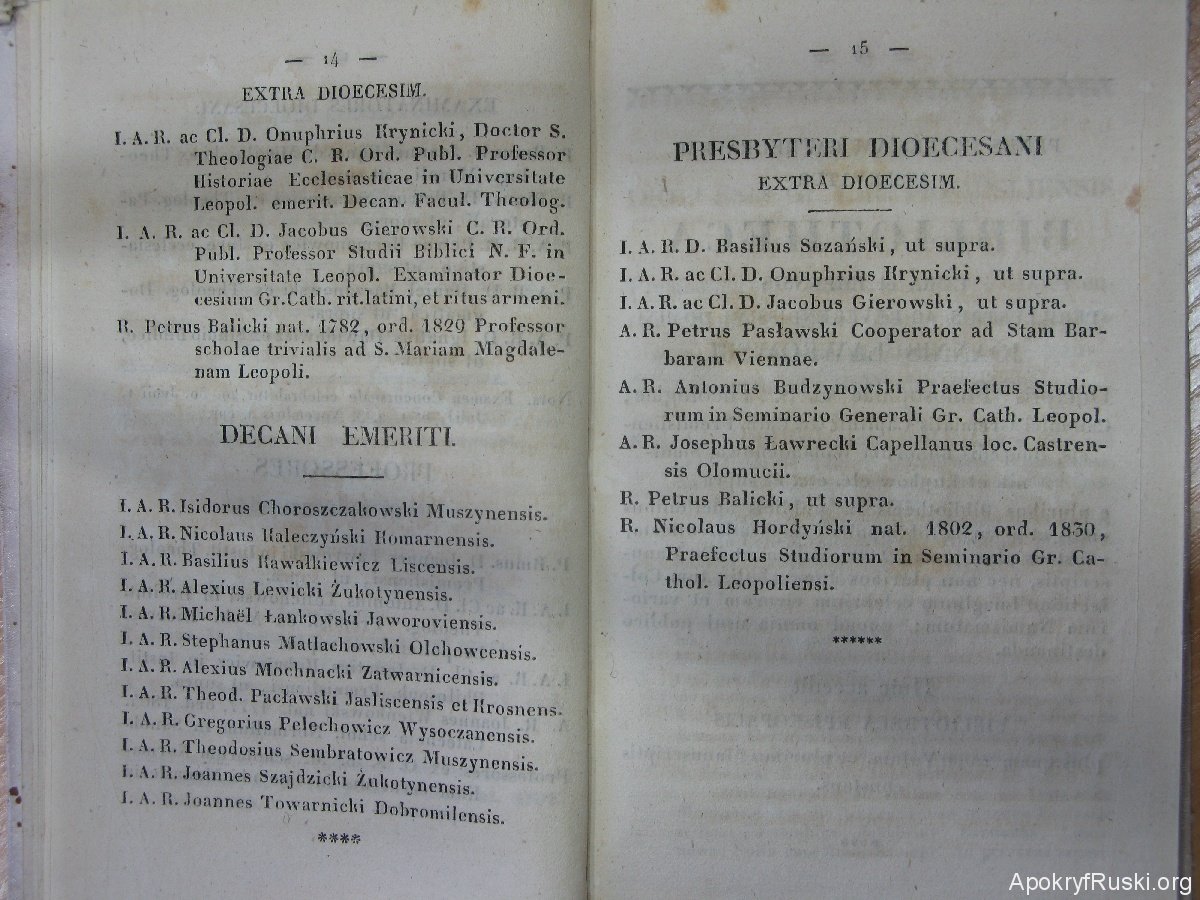 — 14 —
EXTRA DIOECESIM.
I. A. R. ac Cl. D. Onuphrius Krynicki, Doctor S.
Theologiae C. R. Ord. Publ. Professor
Historiae Ecclesiasticae in Universitate
Leopol. emerit. Decan. Facul. Theolog.
I. A. R. ac Cl. D. Jacobus Gierowski C. R. Ord.
Publ. Professor Studii Biblici N. F. in
Universitate Leopol. Examinator Dioe-
cesium Gr. Cath. rit. latini, et ritus armeni.
R. Petrus Balicki nat. 1782, ord. 1820 Professor
scholae trivialis ad S. Mariam Magdale-
nam Leopoli.
DECANI EMERITI.
I. A. R. Isidorus Choroszczakowski Muszynensis.
I. A. R. Nicolaus Kaleczyński Komarnensis.
I. A. R. Basilius Kawałkiewicz Liscensis.
I. A. R. Alexius Lewicki Żukotynensis.
I. A. R. Michaël Łankowski Jaworoviensis.
I. A. R. Stephanus Matlachowski Olchowcensis.
I. A. R. Alexius Mochnacki Zatwarnicensis.
I. A. R. Theod. Pacławski Jasliscensis et Krosnens.
I. A. R. Gregorius Pelechowicz Wysoczanensis.
I. A. R. Theodosius Sembratowicz Muszynensis.
I. A. R. Joannes Szajdzicki Żukotynensis.
I. A. R. Joannes Towarnicki Dobromilensis.
****
— 15 —
PRESBYTERI DIOECESANI
EXTRA DIOECESIM.
I. A. R. D. Basilius Sozański, ut supra.
I. A. R. ac Cl. D. Onuphrius Krynicki, ut supra.
I. A. R. ac Cl. D. Jacobus Gierowski, ut supra.
A. R. Petrus Pasławski Cooperator ad Stam Bar-
baram Viennae.
A. R. Antonius Budzynowski Praefectus Studio-
rum in Seminario Generali Gr. Cath. Leopol.
A. R. Josephus Ławrecki Capellanus loc. Castren-
sis Olomucii.
R. Petrus Balicki, ut supra.
R. Nicolaus Hordyński nat. 1802, ord. 1830,
Praefectus Studiorum in Seminario Gr. Ca-
thol. Leopoliensi.
******
ApokryfRuski.org